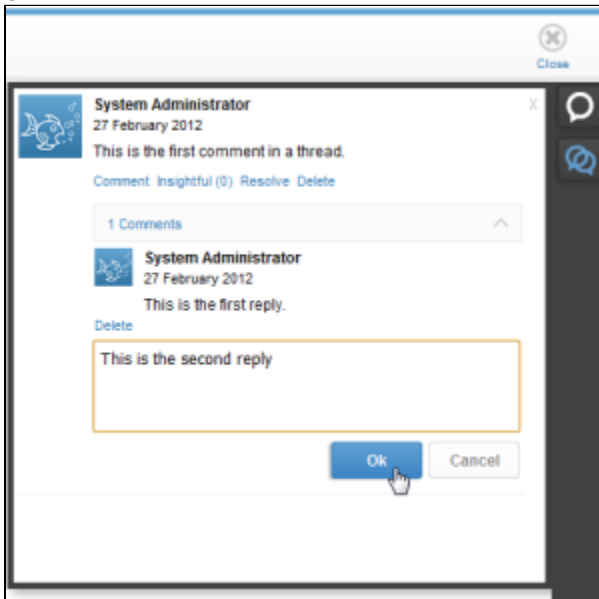 Close
System Administrator
X
27 February 2012
This is the first comment in a thread.
Comment Insightful (0) Resolve Delete
1 Comments
System Administrator
27 February 2012
This is the first reply.
Delete
This is the second reply
Ok
Cancel